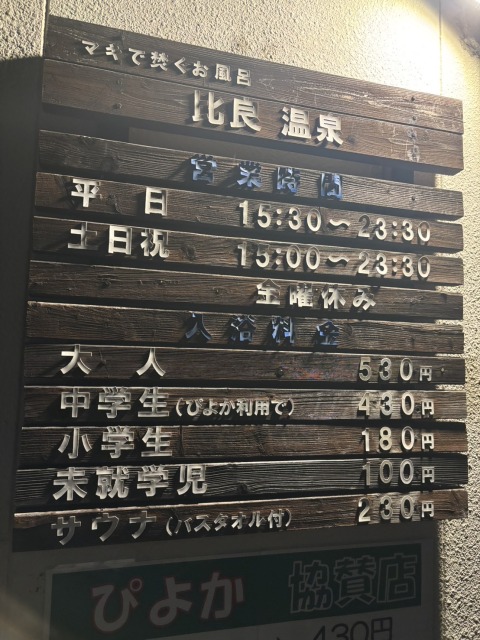 マキで焚くお風呂
比良 温泉
営業時間
平日 15:30～23:30
土日祝 15:00～23:30
金曜休み
入浴料金
大人 530円
中学生(ぴよか利用で) 430円
小学生 180円
未就学児 100円
サウナ(バスタオル付) 230円
ぴよか 協賛店
430円